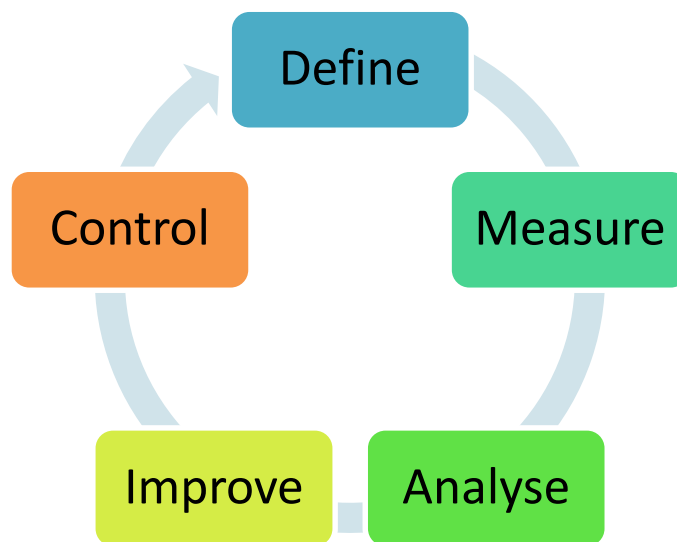 Define
Measure
Analyse
Improve
Control